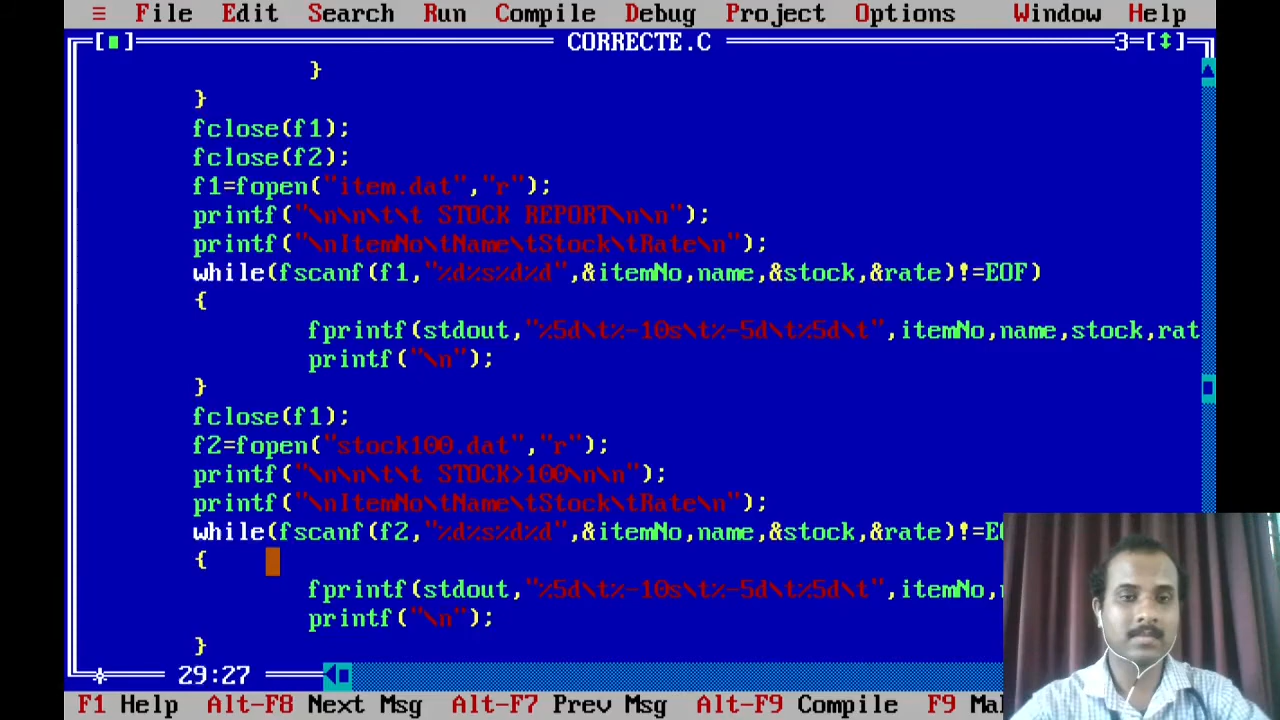 ≡ File Edit Search Run Compile Debug Project Options Window Help
[■] CORRECTE.C 3=[↕]
}
}
fclose(f1);
fclose(f2);
f1=fopen("item.dat","r");
printf("\n\n\t\t STOCK REPORT\n\n");
printf("\nItemNo\tName\tStock\tRate\n");
while(fscanf(f1,"%d%s%d%d",&itemNo,name,&stock,&rate)!=EOF)
{
fprintf(stdout,"%5d\t%-10s\t%-5d\t%5d\t",itemNo,name,stock,rat
printf("\n");
}
fclose(f1);
f2=fopen("stock100.dat","r");
printf("\n\n\t\t STOCK>100\n\n");
printf("\nItemNo\tName\tStock\tRate\n");
while(fscanf(f2,"%d%s%d%d",&itemNo,name,&stock,&rate)!=EO
{
fprintf(stdout,"%5d\t%-10s\t%-5d\t%5d\t",itemNo,
printf("\n");
}
29:27
F1 Help Alt-F8 Next Msg Alt-F7 Prev Msg Alt-F9 Compile F9 Ma